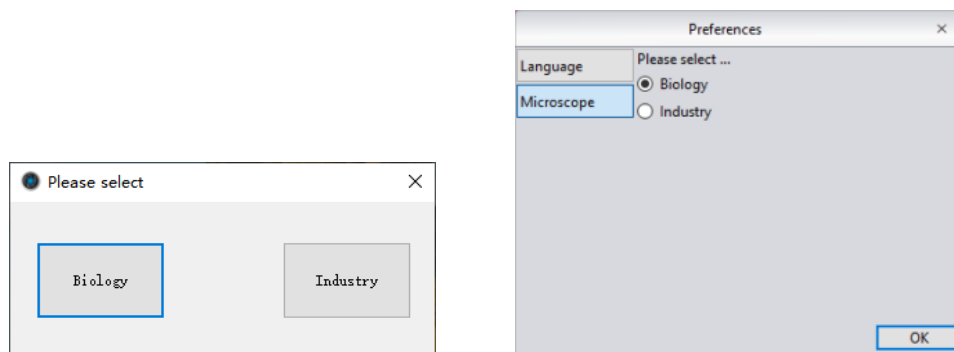 Please select
Biology
Industry
Preferences
Language
Microscope
Please select ...
Biology
Industry
OK